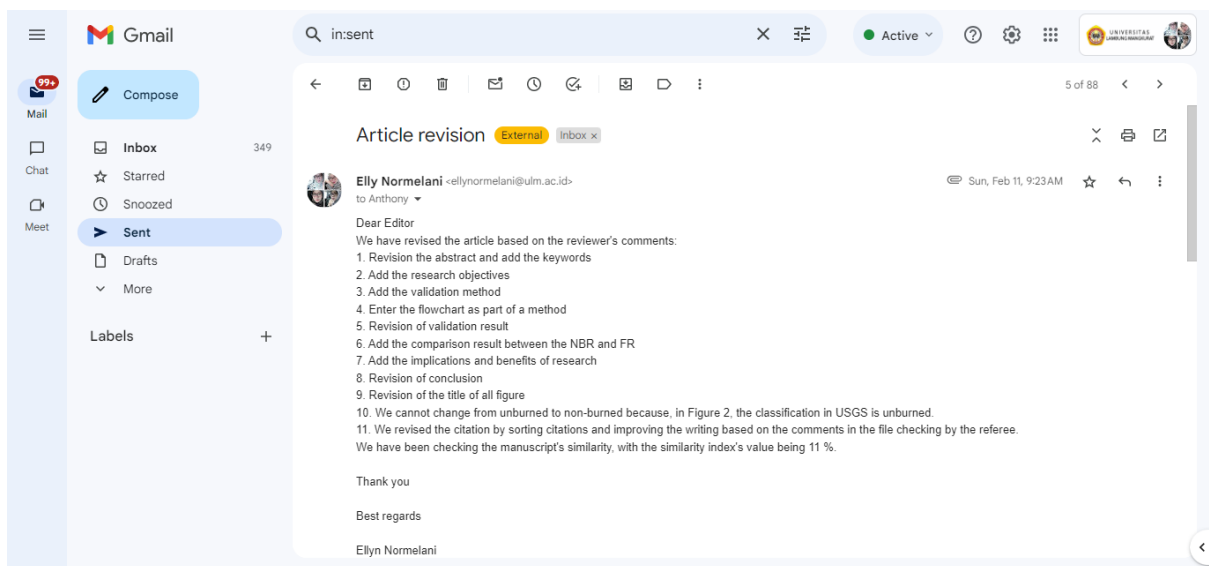 Gmail
in:sent
Active
UNIVERSITAS
LAMBUNG MANGKURAT
99+
Mail
Compose
5 of 88
Chat
Meet
Inbox 349
Starred
Snoozed
Sent
Drafts
More
Labels
Article revision External Inbox ×
Elly Normelani <ellynormelani@ulm.ac.id> Sun, Feb 11, 9:23 AM
to Anthony
Dear Editor
We have revised the article based on the reviewer's comments:
1. Revision the abstract and add the keywords
2. Add the research objectives
3. Add the validation method
4. Enter the flowchart as part of a method
5. Revision of validation result
6. Add the comparison result between the NBR and FR
7. Add the implications and benefits of research
8. Revision of conclusion
9. Revision of the title of all figure
10. We cannot change from unburned to non-burned because, in Figure 2, the classification in USGS is unburned.
11. We revised the citation by sorting citations and improving the writing based on the comments in the file checking by the referee.
We have been checking the manuscript's similarity, with the similarity index's value being 11 %.
Thank you
Best regards
Ellyn Normelani